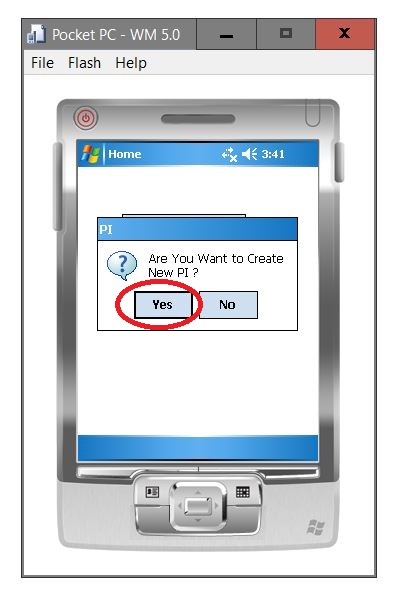 Pocket PC - WM 5.0
File Flash Help
Home 3:41
PI
Are You Want to Create
New PI ?
Yes No